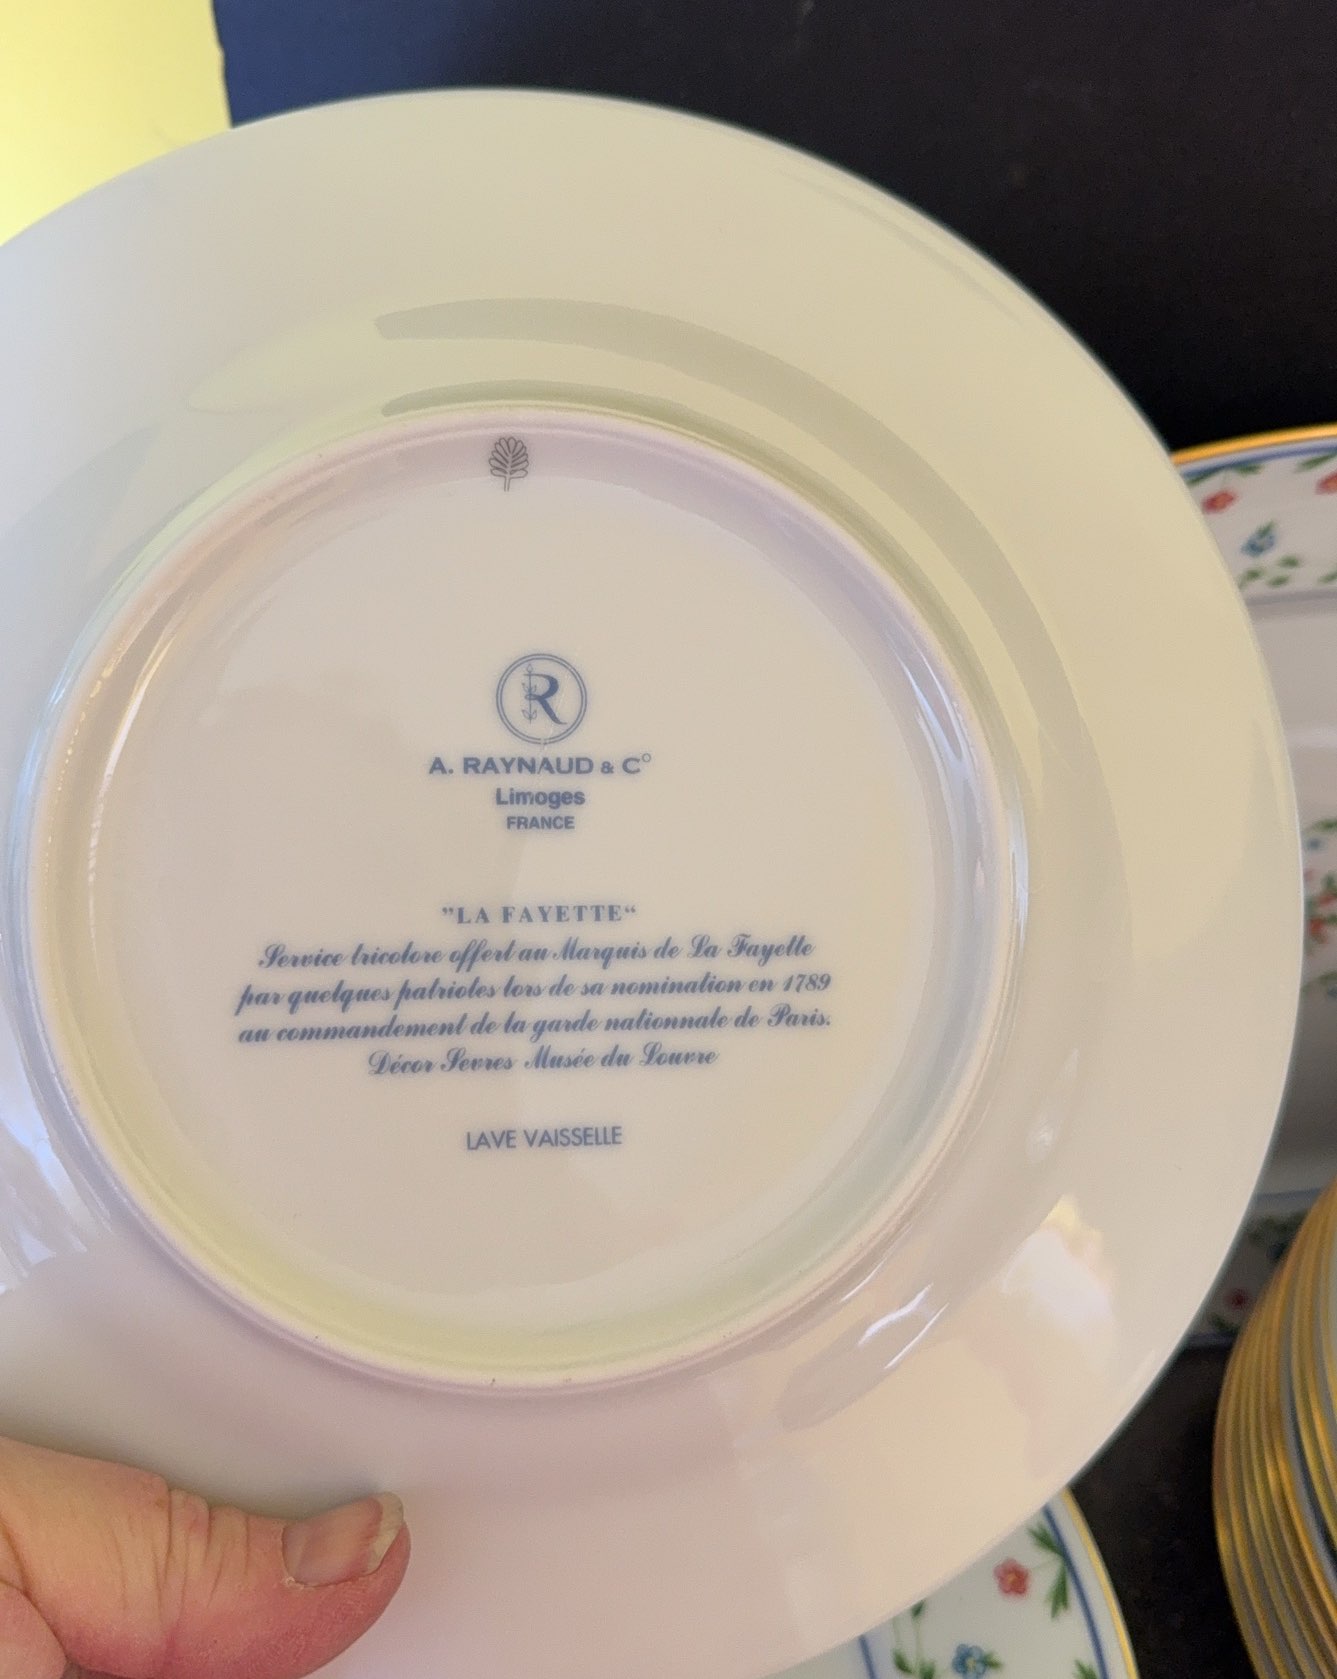 R
A. RAYNAUD & C°
Limoges
FRANCE
"LA FAYETTE"
Service tricolore offert au Marquis de La Fayette
par quelques patriotes lors de sa nomination en 1789
au commandement de la garde nationnale de Paris.
Décor Sevres Musée du Louvre
LAVE VAISSELLE